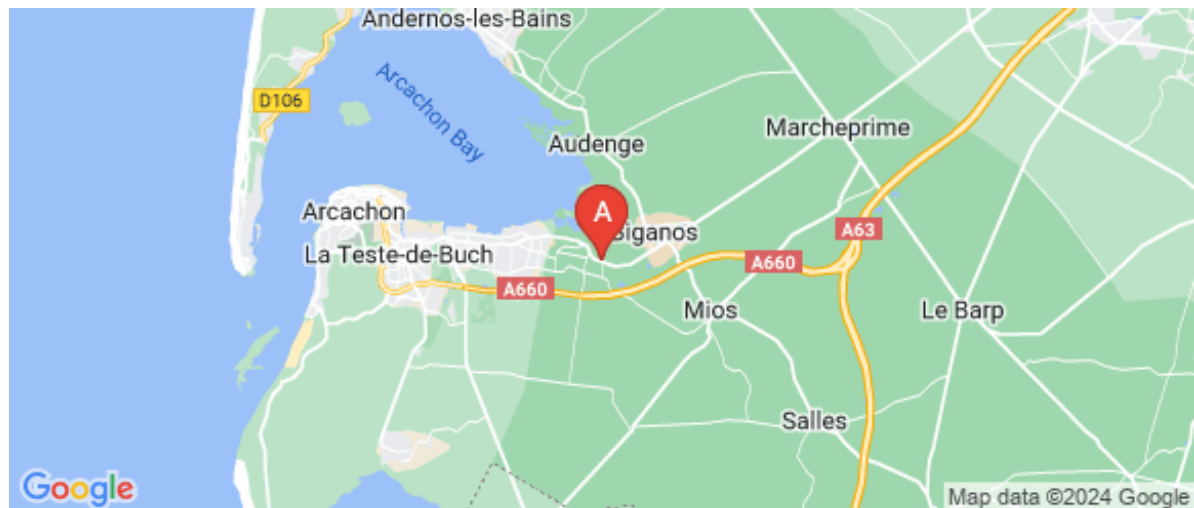 Andernos-les-Bains
D106
Arcachon Bay
Marcheprime
Audenge
A
Arcachon
Biganos
A63
La Teste-de-Buch
A660
A660
Mios
Le Barp
Salles
Google
Map data ©2024 Google